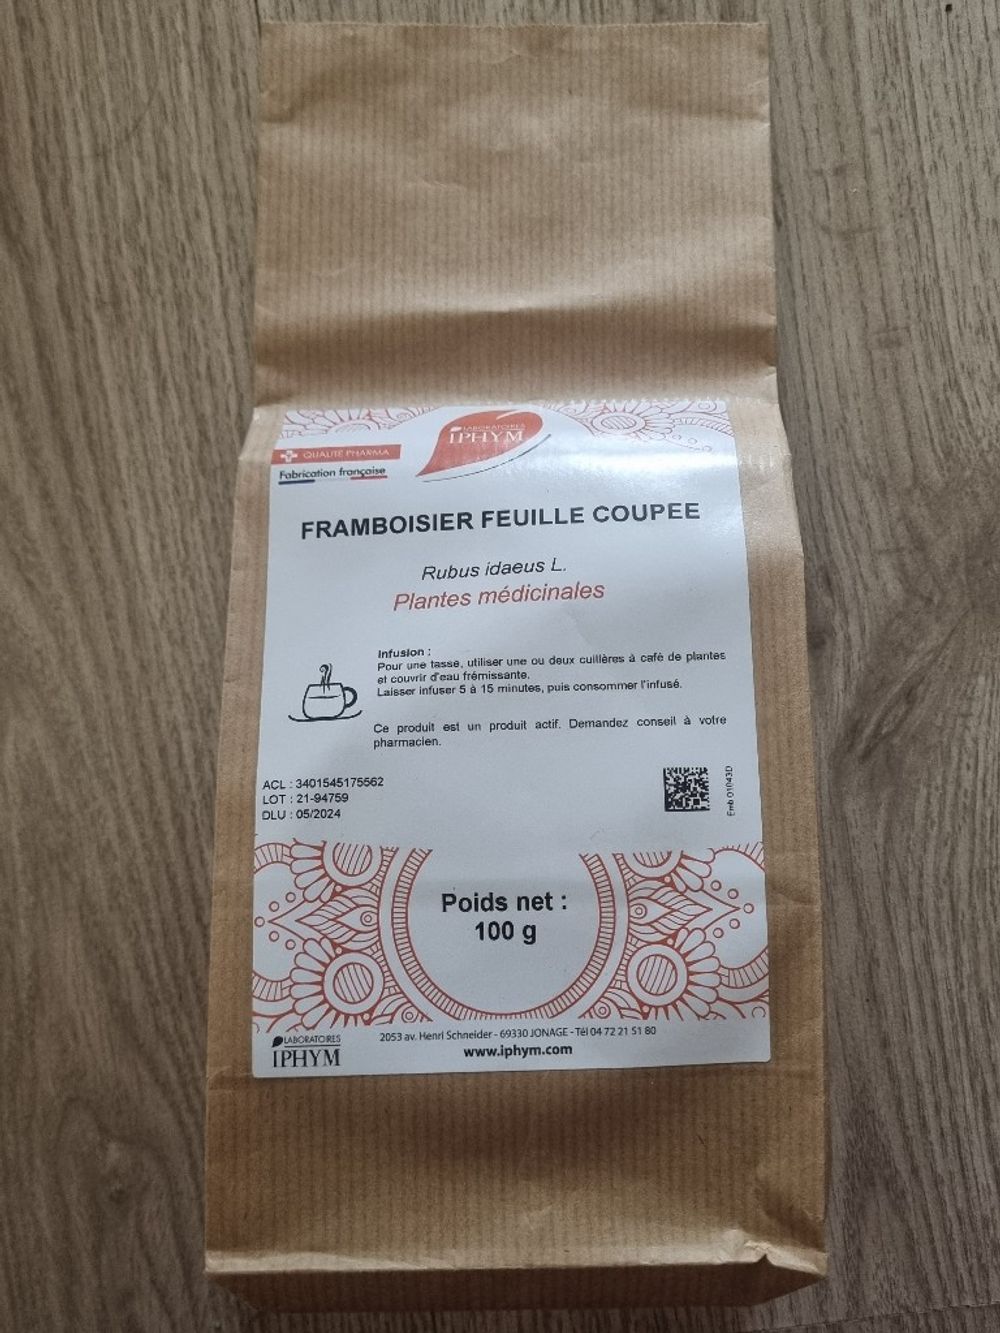 LABORATOIRES
IPHYM
QUALITÉ PHARMA
Fabrication française
FRAMBOISIER FEUILLE COUPEE
Rubus idaeus L.
Plantes médicinales
Infusion :
Pour une tasse, utiliser une ou deux cuillères à café de plantes
et couvrir d'eau frémissante.
Laisser infuser 5 à 15 minutes, puis consommer l'infusé.
Ce produit est un produit actif. Demandez conseil à votre
pharmacien.
ACL : 3401545175562
LOT : 21-94759
DLU : 05/2024
Emb 01043D
Poids net :
100 g
LABORATOIRES
IPHYM
2053 av. Henri Schneider - 69330 JONAGE - Tél 04 72 21 51 80
www.iphym.com